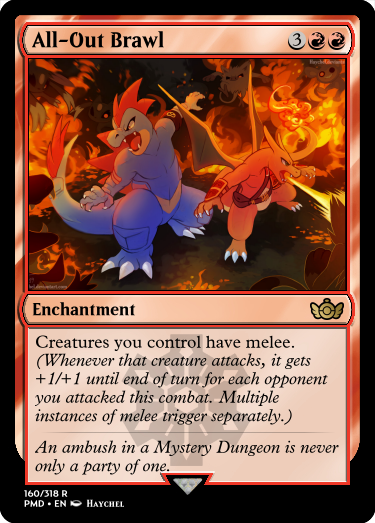 All-Out Brawl
3
Enchantment
Creatures you control have melee.
(Whenever that creature attacks, it gets
+1/+1 until end of turn for each opponent
you attacked this combat. Multiple
instances of melee trigger separately.)
An ambush in a Mystery Dungeon is never
only a party of one.
160/318 R
PMD • EN HAYCHEL